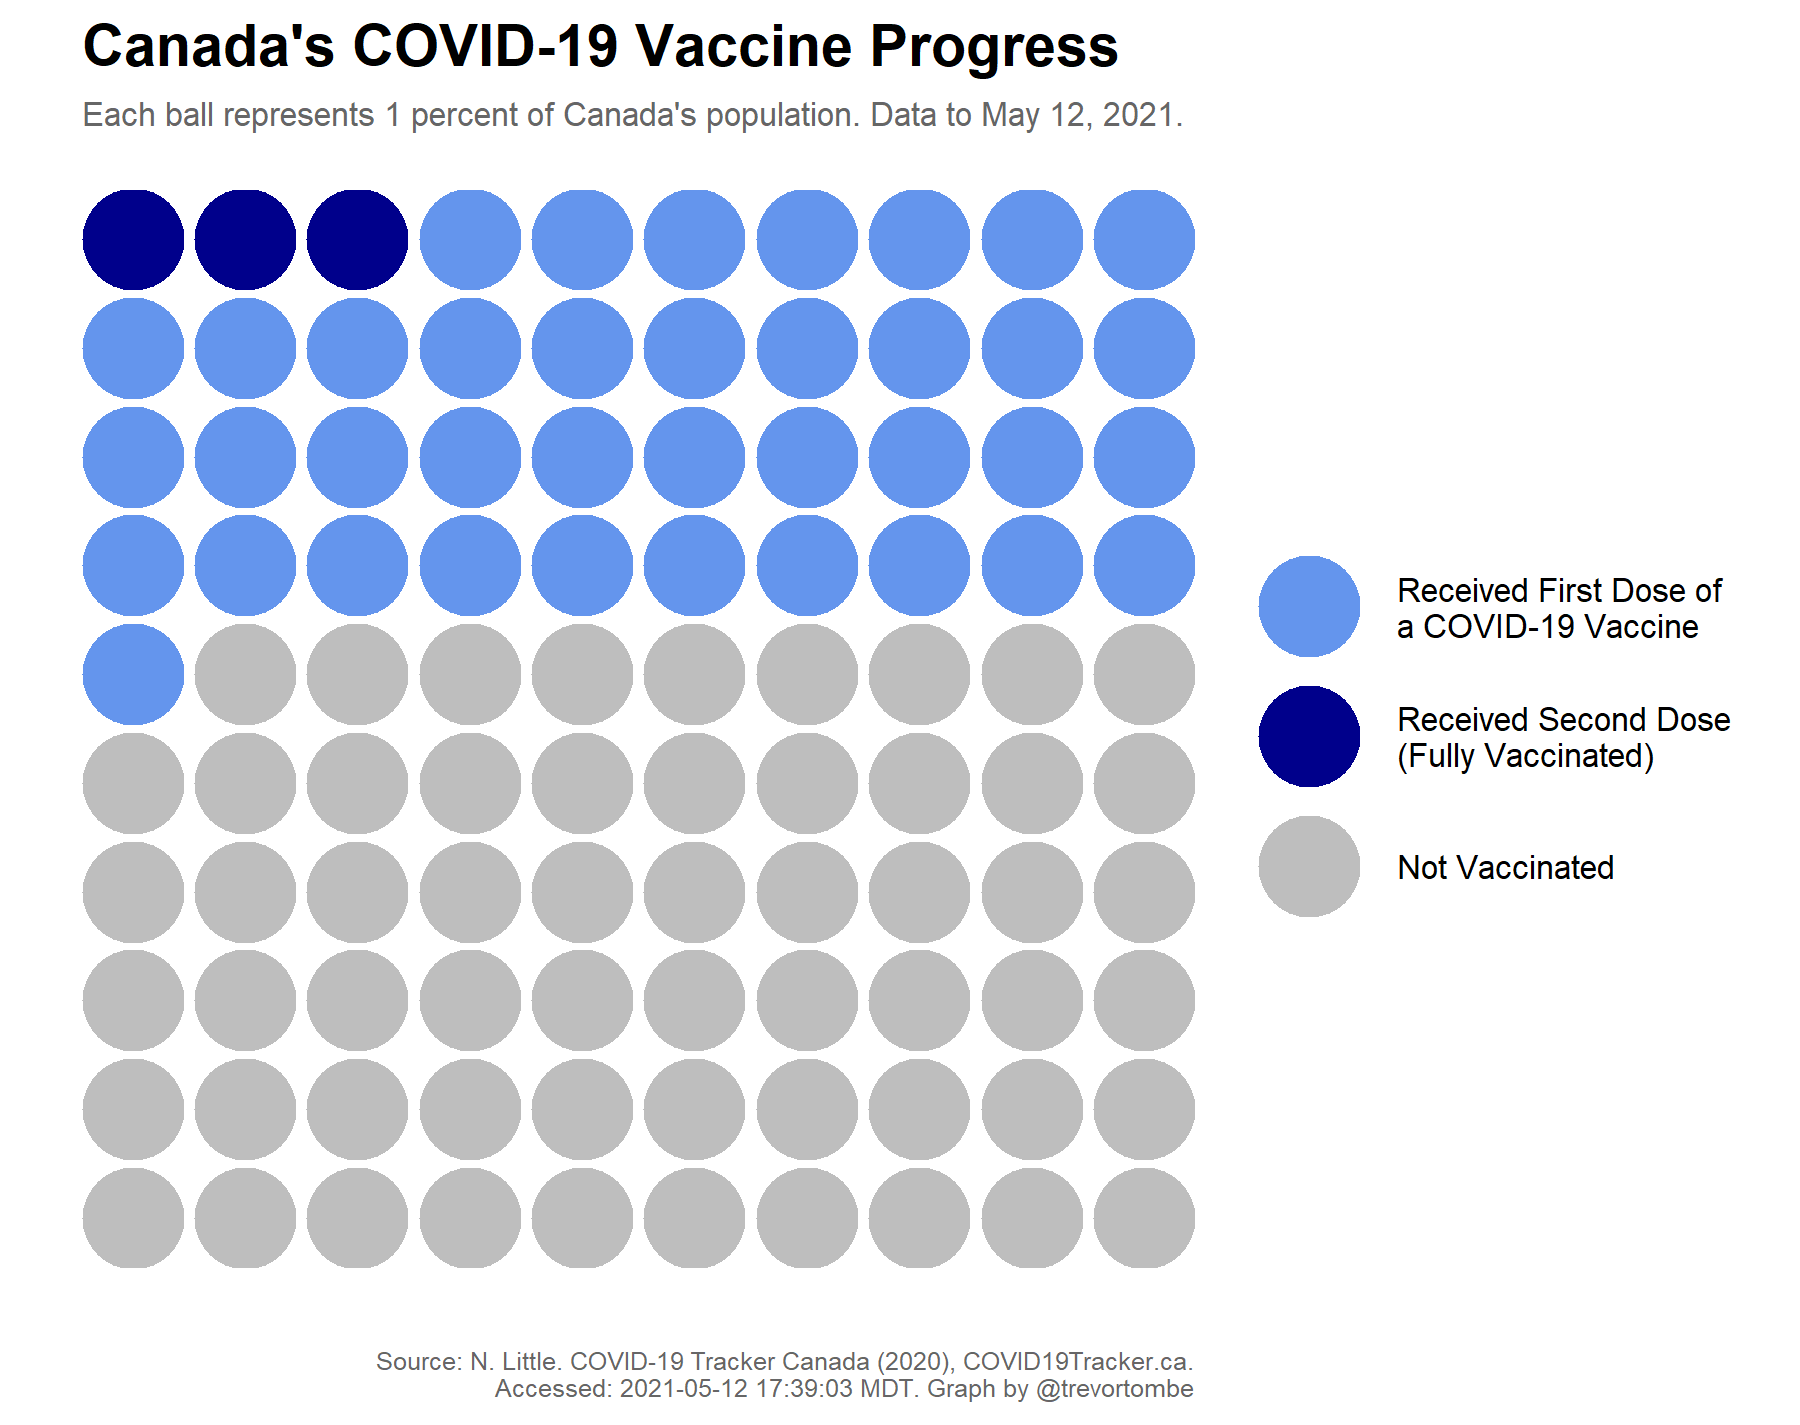 Canada's COVID-19 Vaccine Progress
Each ball represents 1 percent of Canada's population. Data to May 12, 2021.
Received First Dose of
a COVID-19 Vaccine
Received Second Dose
(Fully Vaccinated)
Not Vaccinated
Source: N. Little. COVID-19 Tracker Canada (2020), COVID19Tracker.ca.
Accessed: 2021-05-12 17:39:03 MDT. Graph by @trevortombe